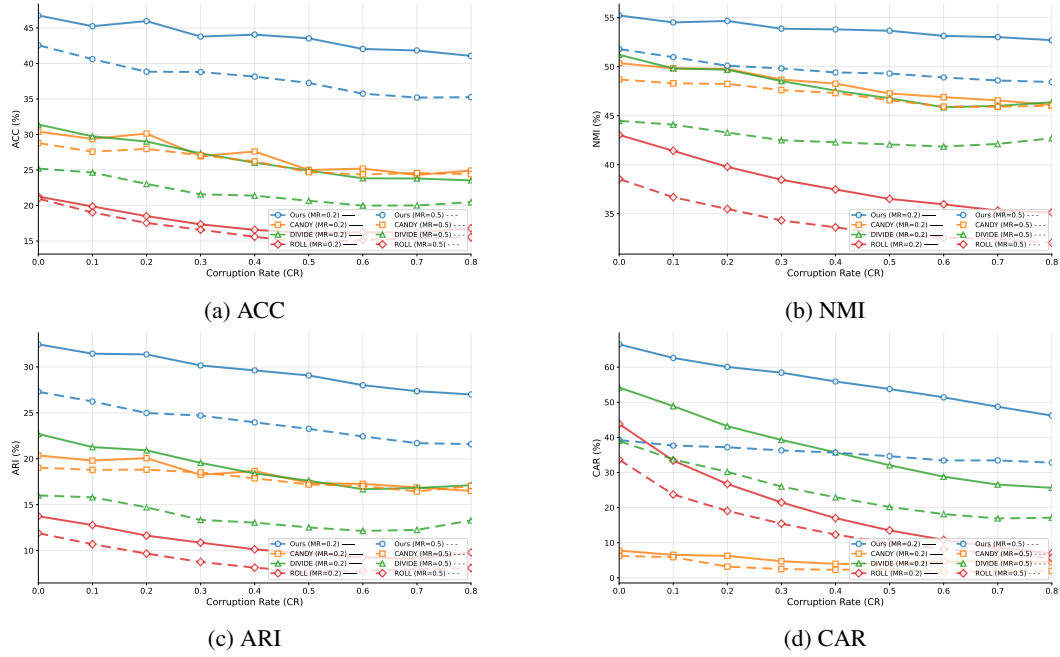 45
40
35
30
25
20
15
ACC (%)
0.0 0.1 0.2 0.3 0.4 0.5 0.6 0.7 0.8
Corruption Rate (CR)
Ours (MR=0.2) Ours (MR=0.5)
CANDY (MR=0.2) CANDY (MR=0.5)
DIVIDE (MR=0.2) DIVIDE (MR=0.5)
ROLL (MR=0.2) ROLL (MR=0.5)
(a) ACC
55
50
45
40
35
NMI (%)
0.0 0.1 0.2 0.3 0.4 0.5 0.6 0.7 0.8
Corruption Rate (CR)
Ours (MR=0.2) Ours (MR=0.5)
CANDY (MR=0.2) CANDY (MR=0.5)
DIVIDE (MR=0.2) DIVIDE (MR=0.5)
ROLL (MR=0.2) ROLL (MR=0.5)
(b) NMI
30
25
20
15
10
ARI (%)
0.0 0.1 0.2 0.3 0.4 0.5 0.6 0.7 0.8
Corruption Rate (CR)
Ours (MR=0.2) Ours (MR=0.5)
CANDY (MR=0.2) CANDY (MR=0.5)
DIVIDE (MR=0.2) DIVIDE (MR=0.5)
ROLL (MR=0.2) ROLL (MR=0.5)
(c) ARI
60
50
40
30
20
10
0
CAR (%)
0.0 0.1 0.2 0.3 0.4 0.5 0.6 0.7 0.8
Corruption Rate (CR)
Ours (MR=0.2) Ours (MR=0.5)
CANDY (MR=0.2) CANDY (MR=0.5)
DIVIDE (MR=0.2) DIVIDE (MR=0.5)
ROLL (MR=0.2) ROLL (MR=0.5)
(d) CAR